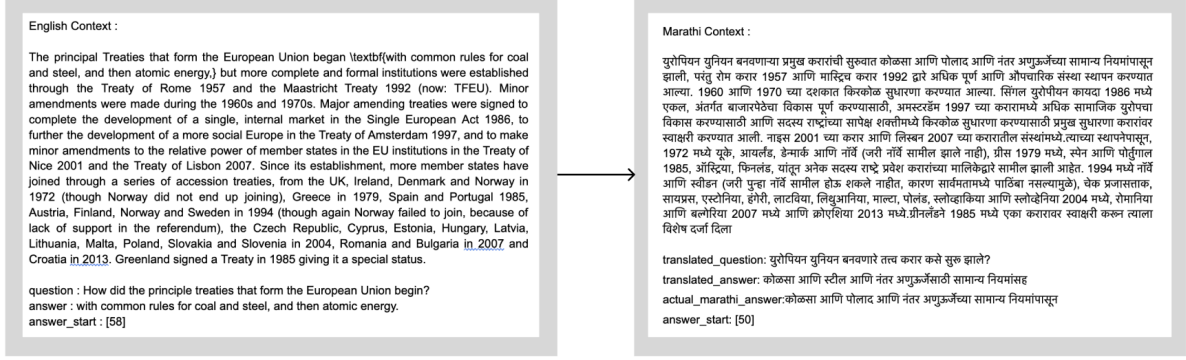 English Context :
The principal Treaties that form the European Union began \textbf{with common rules for coal
and steel, and then atomic energy,} but more complete and formal institutions were established
through the Treaty of Rome 1957 and the Maastricht Treaty 1992 (now: TFEU). Minor
amendments were made during the 1960s and 1970s. Major amending treaties were signed to
complete the development of a single, internal market in the Single European Act 1986, to
further the development of a more social Europe in the Treaty of Amsterdam 1997, and to make
minor amendments to the relative power of member states in the EU institutions in the Treaty of
Nice 2001 and the Treaty of Lisbon 2007. Since its establishment, more member states have
joined through a series of accession treaties, from the UK, Ireland, Denmark and Norway in
1972 (though Norway did not end up joining), Greece in 1979, Spain and Portugal 1985,
Austria, Finland, Norway and Sweden in 1994 (though again Norway failed to join, because of
lack of support in the referendum), the Czech Republic, Cyprus, Estonia, Hungary, Latvia,
Lithuania, Malta, Poland, Slovakia and Slovenia in 2004, Romania and Bulgaria in 2007 and
Croatia in 2013. Greenland signed a Treaty in 1985 giving it a special status.
question : How did the principle treaties that form the European Union begin?
answer : with common rules for coal and steel, and then atomic energy.
answer_start : [58]
Marathi Context :
युरोपियन युनियन बनवणाऱ्या प्रमुख करारांची सुरुवात कोळसा आणि पोलाद आणि नंतर अणुऊर्जेच्या सामान्य नियमांपासून
झाली, परंतु रोम करार 1957 आणि मास्ट्रिच करार 1992 द्वारे अधिक पूर्ण आणि औपचारिक संस्था स्थापन करण्यात
आल्या. 1960 आणि 1970 च्या दशकात किरकोळ सुधारणा करण्यात आल्या. सिंगल युरोपीयन कायदा 1986 मध्ये
एकल, अंतर्गत बाजारपेठेचा विकास पूर्ण करण्यासाठी, अमस्टरडॅम 1997 च्या करारामध्ये अधिक सामाजिक युरोपचा
विकास करण्यासाठी आणि सदस्य राष्ट्रांच्या सापेक्ष शक्तीमध्ये किरकोळ सुधारणा करण्यासाठी प्रमुख सुधारणा करारांवर
स्वाक्षरी करण्यात आली. नाइस 2001 च्या करार आणि लिस्बन 2007 च्या करारातील संस्थांमध्ये.त्याच्या स्थापनेपासून,
1972 मध्ये यूके, आयर्लंड, डेन्मार्क आणि नॉर्वे (जरी नॉर्वे सामील झाले नाही), ग्रीस 1979 मध्ये, स्पेन आणि पोर्तुगाल
1985, ऑस्ट्रिया, फिनलंड, यांतून अनेक सदस्य राष्ट्रे प्रवेश करारांच्या मालिकेद्वारे सामील झाली आहेत. 1994 मध्ये नॉर्वे
आणि स्वीडन (जरी पुन्हा नॉर्वे सामील होऊ शकले नाहीत, कारण सार्वमतामध्ये पाठिंबा नसल्यामुळे), चेक प्रजासत्ताक,
सायप्रस, एस्टोनिया, हंगेरी, लाटविया, लिथुआनिया, माल्टा, पोलंड, स्लोव्हाकिया आणि स्लोव्हेनिया 2004 मध्ये, रोमानिया
आणि बल्गेरिया 2007 मध्ये आणि क्रोएशिया 2013 मध्ये.ग्रीनलँडने 1985 मध्ये एका करारावर स्वाक्षरी करून त्याला
विशेष दर्जा दिला
translated_question: युरोपियन युनियन बनवणारे तत्त्व करार कसे सुरू झाले?
translated_answer: कोळसा आणि स्टील आणि नंतर अणुऊर्जेसाठी सामान्य नियमांसह
actual_marathi_answer:कोळसा आणि पोलाद आणि नंतर अणुऊर्जेच्या सामान्य नियमांपासून
answer_start: [50]